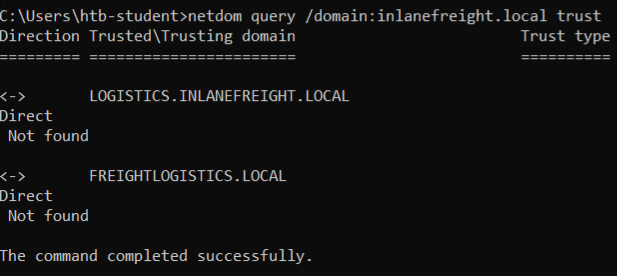 C:\Users\htb-student>netdom query /domain:inlanefreight.local trust
Direction Trusted\Trusting domain                         Trust type
========= =======================                         ==========

<->       LOGISTICS.INLANEFREIGHT.LOCAL
Direct
 Not found

<->       FREIGHTLOGISTICS.LOCAL
Direct
 Not found

The command completed successfully.